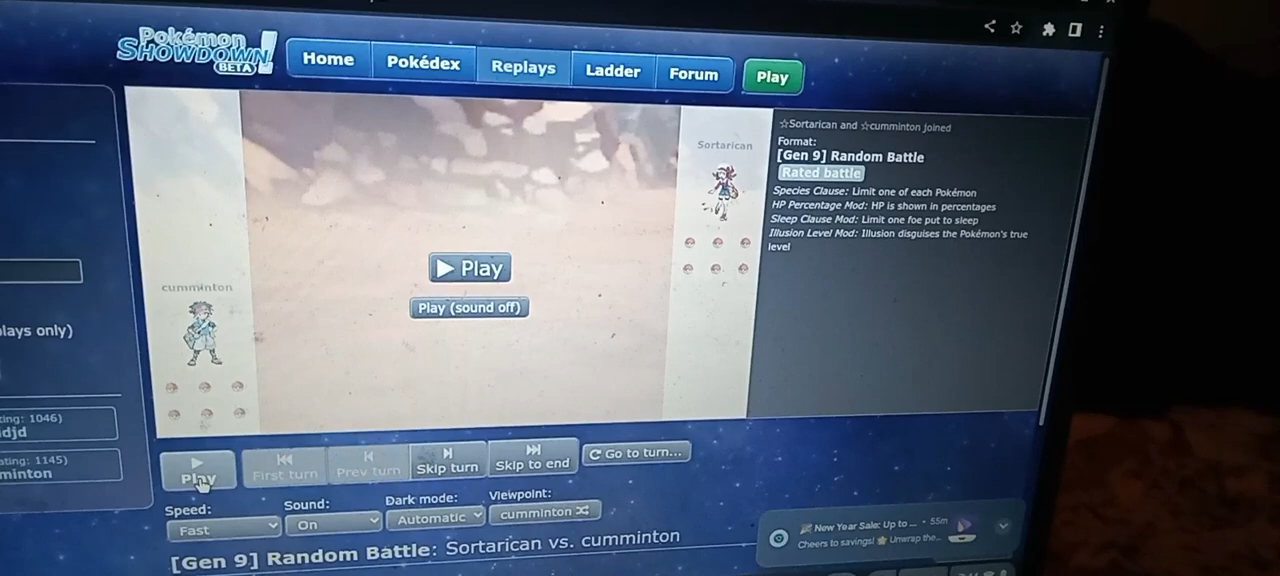 Pokémon
SHOWDOWN!
BETA
Home
Pokédex
Replays
Ladder
Forum
Play
☆Sortarican and ☆cumminton joined
Format:
[Gen 9] Random Battle
Rated battle
Species Clause: Limit one of each Pokémon
HP Percentage Mod: HP is shown in percentages
Sleep Clause Mod: Limit one foe put to sleep
Illusion Level Mod: Illusion disguises the Pokémon's true
level
Sortarican
Play
Play (sound off)
cumminton
lays only)
ting: 1046)
djd
ating: 1145)
minton
Play
First turn
Prev turn
Skip turn
Skip to end
Go to turn...
Speed:
Fast
Sound:
On
Dark mode:
Automatic
Viewpoint:
cumminton
[Gen 9] Random Battle: Sortarican vs. cumminton
New Year Sale: Up to ... • 55m
Cheers to savings! Unwrap the...